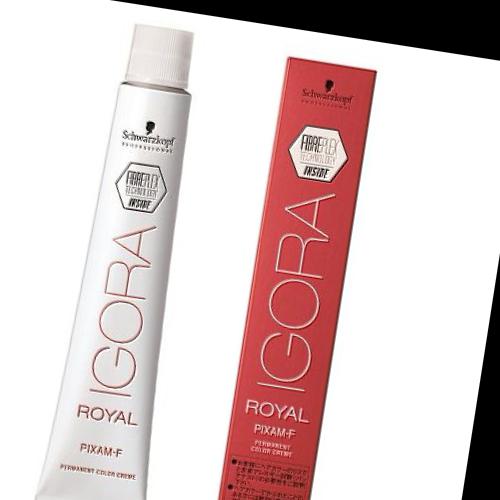 Schwarzkopf
PROFESSIONAL
FIBREPLEX
TECHNOLOGY
INSIDE
IGORA
ROYAL
PIXAM-F
PERMANENT COLOR CREME
Schwarzkopf
PROFESSIONAL
FIBREPLEX
TECHNOLOGY
INSIDE
IGORA
ROYAL
PIXAM-F
PERMANENT
COLOR CREME